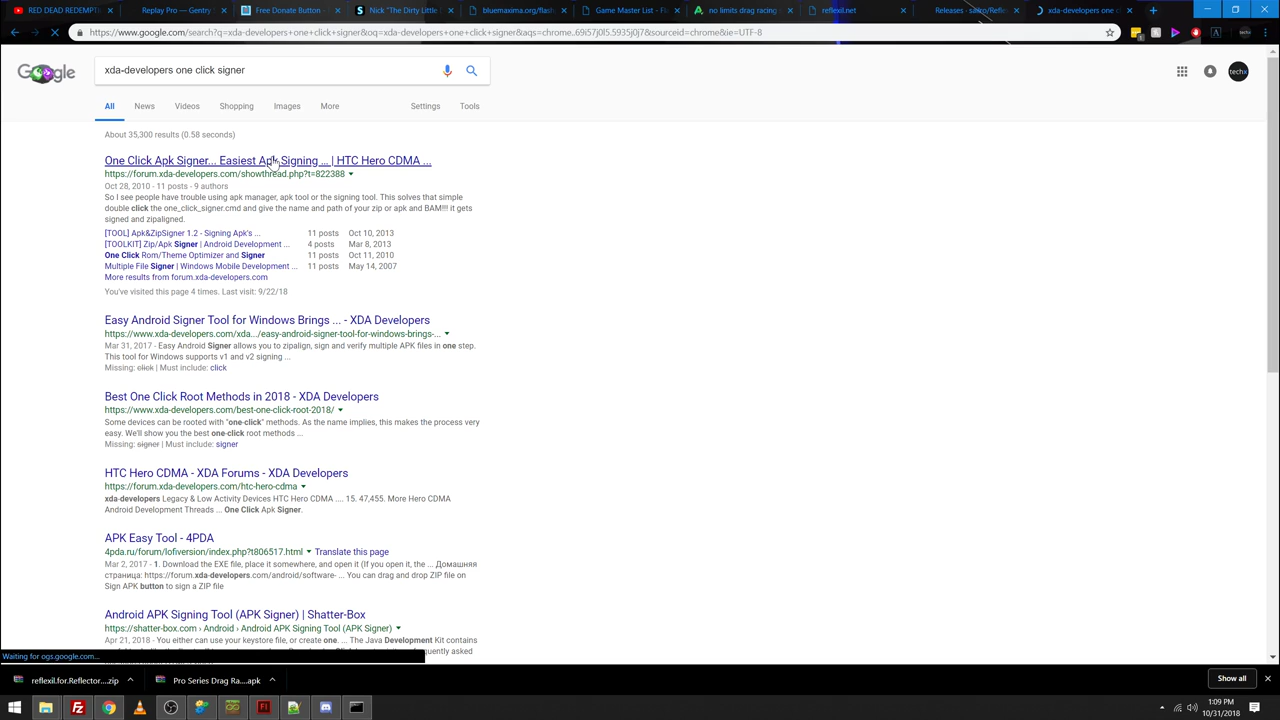 RED DEAD REDEMPT
Replay Pro — Gentry
Free Donate Button -
Nick "The Dirty Little
bluemaxima.org/flash
Game Master List - Fl
no limits drag racing
reflexil.net
Releases · sailro/Refle
xda-developers one c
https://www.google.com/search?q=xda-developers+one+click+signer&oq=xda-developers+one+click+signer&aqs=chrome..69i57j0l5.5935j0j7&sourceid=chrome&ie=UTF-8
xda-developers one click signer
techx
All News Videos Shopping Images More Settings Tools
About 35,300 results (0.58 seconds)
One Click Apk Signer... Easiest Apk Signing ... | HTC Hero CDMA ...
https://forum.xda-developers.com/showthread.php?t=822388
Oct 28, 2010 - 11 posts - 9 authors
So I see people have trouble using apk manager, apk tool or the signing tool. This solves that simple
double click the one_click_signer.cmd and give the name and path of your zip or apk and BAM!!! it gets
signed and zipaligned.
[TOOL] Apk&ZipSigner 1.2 - Signing Apk's ... 11 posts Oct 10, 2013
[TOOLKIT] Zip/Apk Signer | Android Development ... 4 posts Mar 8, 2013
One Click Rom/Theme Optimizer and Signer 11 posts Oct 11, 2010
Multiple File Signer | Windows Mobile Development ... 11 posts May 14, 2007
More results from forum.xda-developers.com
You've visited this page 4 times. Last visit: 9/22/18
Easy Android Signer Tool for Windows Brings ... - XDA Developers
https://www.xda-developers.com/xda.../easy-android-signer-tool-for-windows-brings-...
Mar 31, 2017 - Easy Android Signer allows you to zipalign, sign and verify multiple APK files in one step.
This tool for Windows supports v1 and v2 signing ...
Missing: click | Must include: click
Best One Click Root Methods in 2018 - XDA Developers
https://www.xda-developers.com/best-one-click-root-2018/
Some devices can be rooted with "one-click" methods. As the name implies, this makes the process very
easy. We'll show you the best one-click root methods ...
Missing: signer | Must include: signer
HTC Hero CDMA - XDA Forums - XDA Developers
https://forum.xda-developers.com/htc-hero-cdma
xda-developers Legacy & Low Activity Devices HTC Hero CDMA .... 15. 47,455. More Hero CDMA
Android Development Threads ... One Click Apk Signer.
APK Easy Tool - 4PDA
4pda.ru/forum/lofiversion/index.php?t806517.html Translate this page
Mar 2, 2017 - 1. Download the EXE file, place it somewhere, and open it (If you open it, the ... Домашняя
страница: https://forum.xda-developers.com/android/software- ... You can drag and drop ZIP file on
Sign APK button to sign a ZIP file
Android APK Signing Tool (APK Signer) | Shatter-Box
https://shatter-box.com › Android › Android APK Signing Tool (APK Signer)
Apr 21, 2018 - You either can use your keystore file, or create one. ... The Java Development Kit contains
Waiting for ogs.google.com...
reflexil.for.Reflector....zip
Pro Series Drag Ra....apk
Show all
1:09 PM
10/31/2018